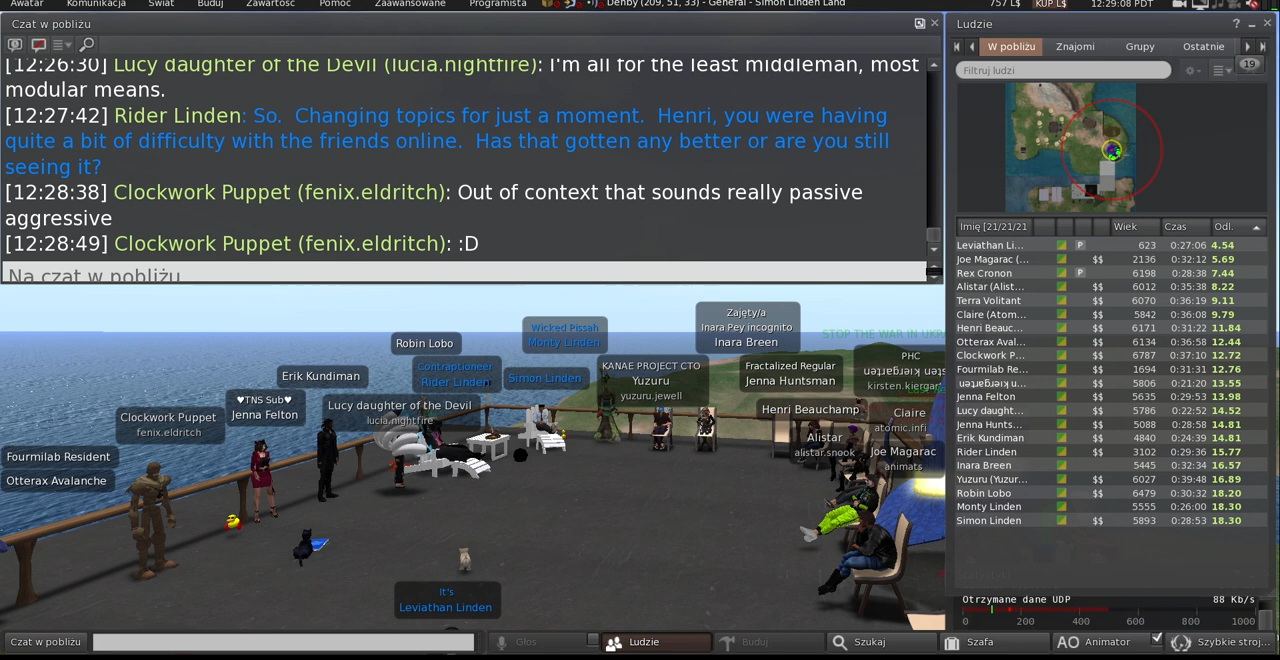 Awatar Komunikacja Świat Buduj Zawartość Pomoc Zaawansowane Programista Denby (209, 51, 33) - General - Simon Linden Land 757 L$ KUP L$ 12:29:08 PDT
Czat w pobliżu
[12:26:30] Lucy daughter of the Devil (lucia.nightfire): I'm all for the least middleman, most
modular means.
[12:27:42] Rider Linden: So.  Changing topics for just a moment.  Henri, you were having
quite a bit of difficulty with the friends online.  Has that gotten any better or are you still
seeing it?
[12:28:38] Clockwork Puppet (fenix.eldritch): Out of context that sounds really passive
aggressive
[12:28:49] Clockwork Puppet (fenix.eldritch): :D
Na czat w pobliżu
Ludzie
W pobliżu Znajomi Grupy Ostatnie
Filtruj ludzi
19
Imię [21/21/21 Wiek Czas Odl.
Leviathan Li... P 623 0:27:06 4.54
Joe Magarac (... $$ 2136 0:32:12 5.69
Rex Cronon P 6198 0:28:38 7.44
Alistar (Alist... $$ 6012 0:35:38 8.22
Terra Volitant $$ 6070 0:36:19 9.11
Claire (Atom... $$ 5842 0:36:08 9.79
Henri Beauc... $$ 6171 0:31:22 11.84
Otterax Aval... $$ 6134 0:36:58 12.44
Clockwork P... $$ 6787 0:37:10 12.72
Fourmilab Re... $$ 1694 0:31:31 12.76
$$ 5806 0:21:20 13.55
Jenna Felton $$ 5635 0:29:53 13.98
Lucy daught... $$ 5786 0:22:52 14.52
Jenna Hunts... $$ 5088 0:28:58 14.81
Erik Kundiman $$ 4840 0:24:39 14.81
Rider Linden $$ 3102 0:29:36 15.77
Inara Breen 5445 0:32:34 16.57
Yuzuru (Yuzur... $$ 6027 0:39:48 16.89
Robin Lobo $$ 6479 0:30:32 18.20
Monty Linden 5555 0:26:00 18.30
Simon Linden $$ 5893 0:28:53 18.30
Zajęty/a
Inara Pey incognito
Inara Breen
STOP THE WAR IN UKR
Wicked Pissah
Monty Linden
Robin Lobo
Contraptioneer
Rider Linden
Simon Linden
KANAE PROJECT CTO
Yuzuru
yuzuru.jewell
Fractalized Regular
Jenna Huntsman
PHC
kirsten.kiergar
Erik Kundiman
♥TNS Sub♥
Jenna Felton
Lucy daughter of the Devil
lucia.nightfire
Henri Beauchamp
Claire
atomic.infi
Clockwork Puppet
fenix.eldritch
Alistar
alistar.snook
Joe Magarac
animats
Fourmilab Resident
Otterax Avalanche
It's
Leviathan Linden
Otrzymane dane UDP 88 Kb/s
0 200 400 600 800 1000
Czat w pobliżu Głos Ludzie Buduj Szukaj Szafa AO Animator Szybkie stroj...